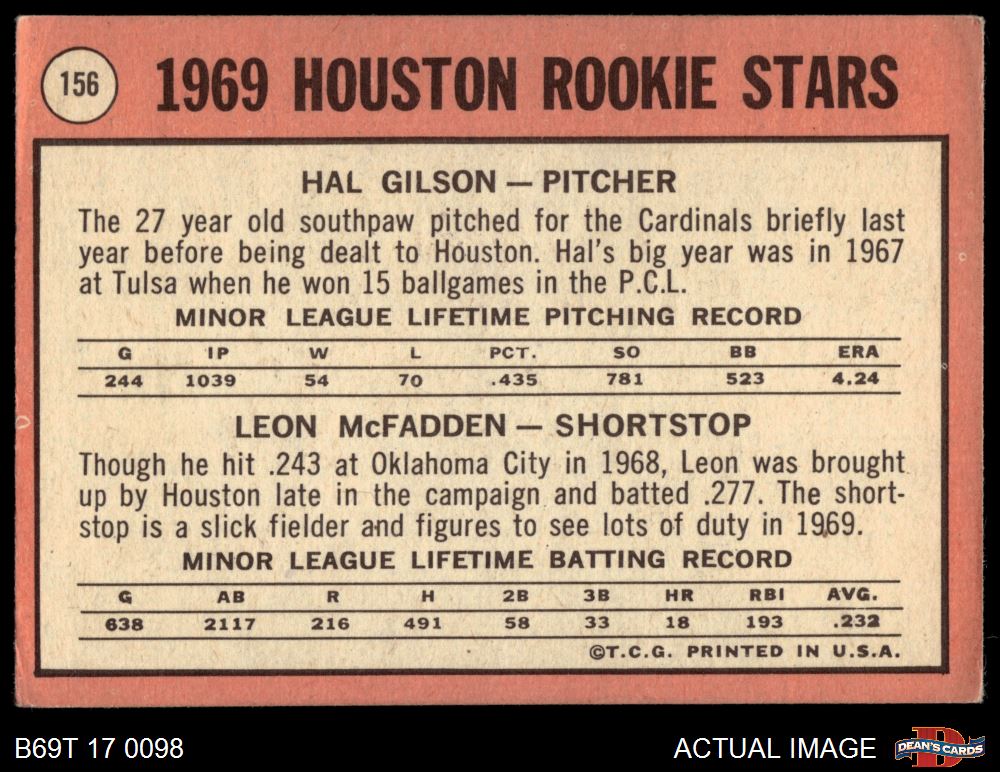 156
1969 HOUSTON ROOKIE STARS
HAL GILSON — PITCHER
The 27 year old southpaw pitched for the Cardinals briefly last
year before being dealt to Houston. Hal's big year was in 1967
at Tulsa when he won 15 ballgames in the P.C.L.
MINOR LEAGUE LIFETIME PITCHING RECORD
G IP W L PCT. SO BB ERA
244 1039 54 70 .435 781 523 4.24
LEON McFADDEN — SHORTSTOP
Though he hit .243 at Oklahoma City in 1968, Leon was brought
up by Houston late in the campaign and batted .277. The short-
stop is a slick fielder and figures to see lots of duty in 1969.
MINOR LEAGUE LIFETIME BATTING RECORD
G AB R H 2B 3B HR RBI AVG.
638 2117 216 491 58 33 18 193 .232
©T.C.G. PRINTED IN U.S.A.
B69T 17 0098
ACTUAL IMAGE
D
DEAN'S CARDS